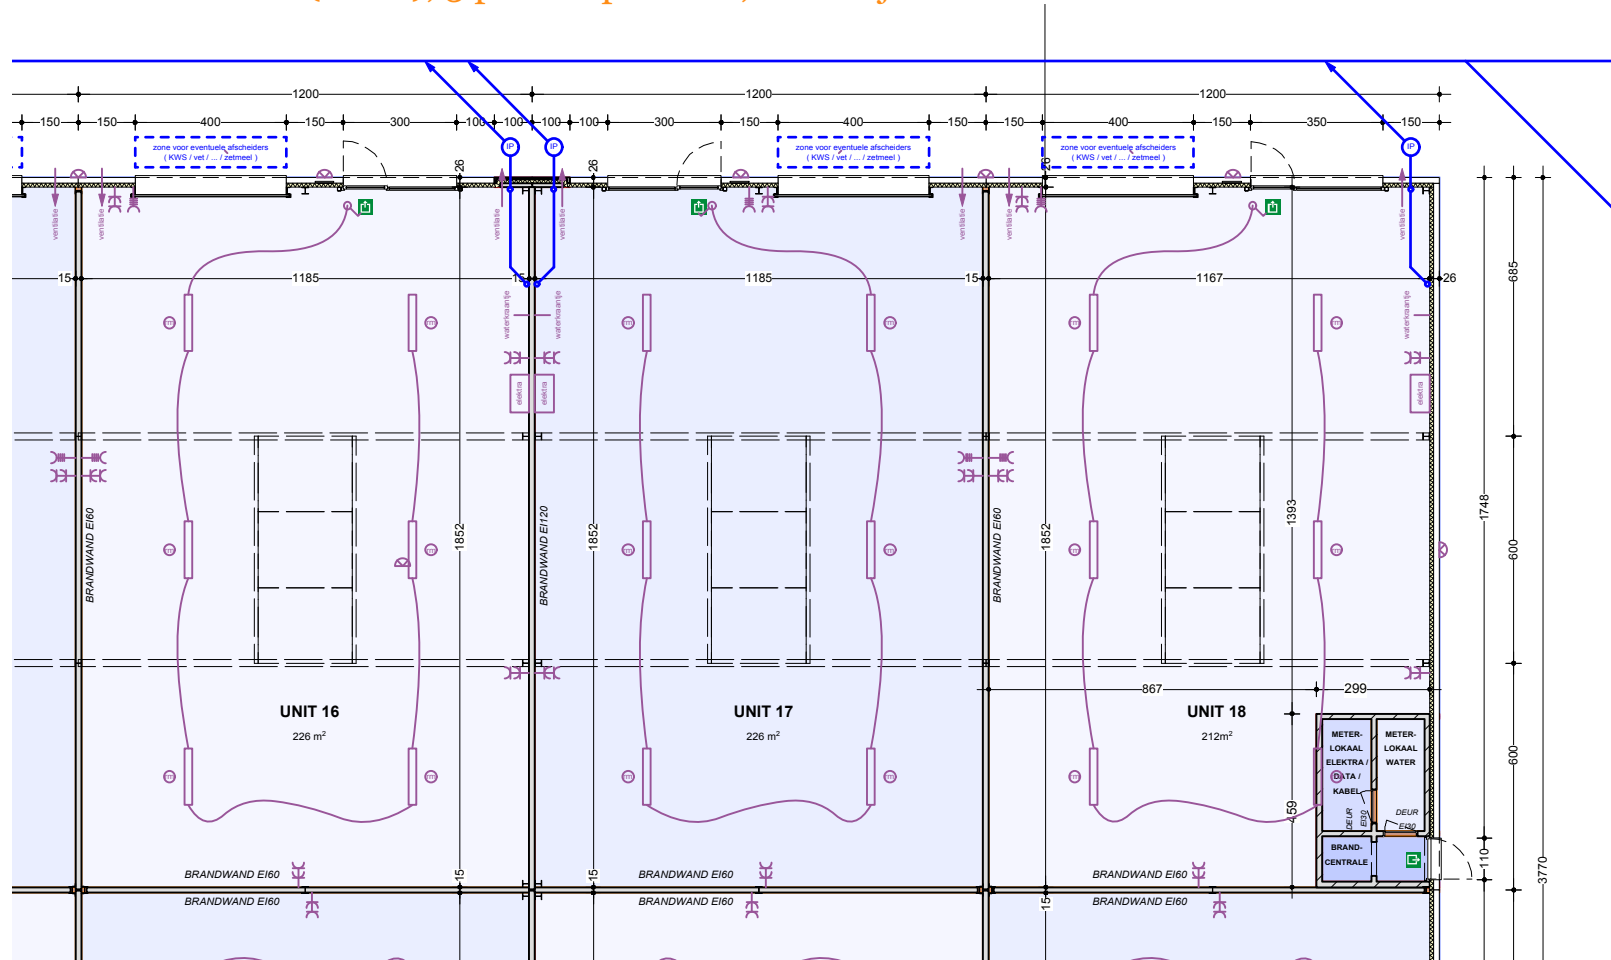 1200
1200
1200
150
150
400
150
300
100
100
100
100
300
150
400
150
150
400
150
350
150
zone voor eventuele afscheiders
( KWS / vet / ... / zetmeel )
IP
IP
zone voor eventuele afscheiders
( KWS / vet / ... / zetmeel )
zone voor eventuele afscheiders
( KWS / vet / ... / zetmeel )
IP
26
26
26
ventilatie
ventilatie
ventilatie
ventilatie
ventilatie
ventilatie
ventilatie
15
1185
15
1185
15
1167
26
685
waterkraantje
waterkraantje
waterkraantje
elektra
elektra
elektra
BRANDWAND EI60
1852
BRANDWAND EI120
1852
BRANDWAND EI60
1852
1393
1748
600
867
299
UNIT 16
226 m²
UNIT 17
226 m²
UNIT 18
212m²
METER-
LOKAAL
ELEKTRA /
DATA /
KABEL
METER-
LOKAAL
WATER
DEUR
EI30
DEUR
EI30
459
600
BRAND-
CENTRALE
110
3770
BRANDWAND EI60
15
15
BRANDWAND EI60
BRANDWAND EI60
BRANDWAND EI60
BRANDWAND EI60
15
BRANDWAND EI60